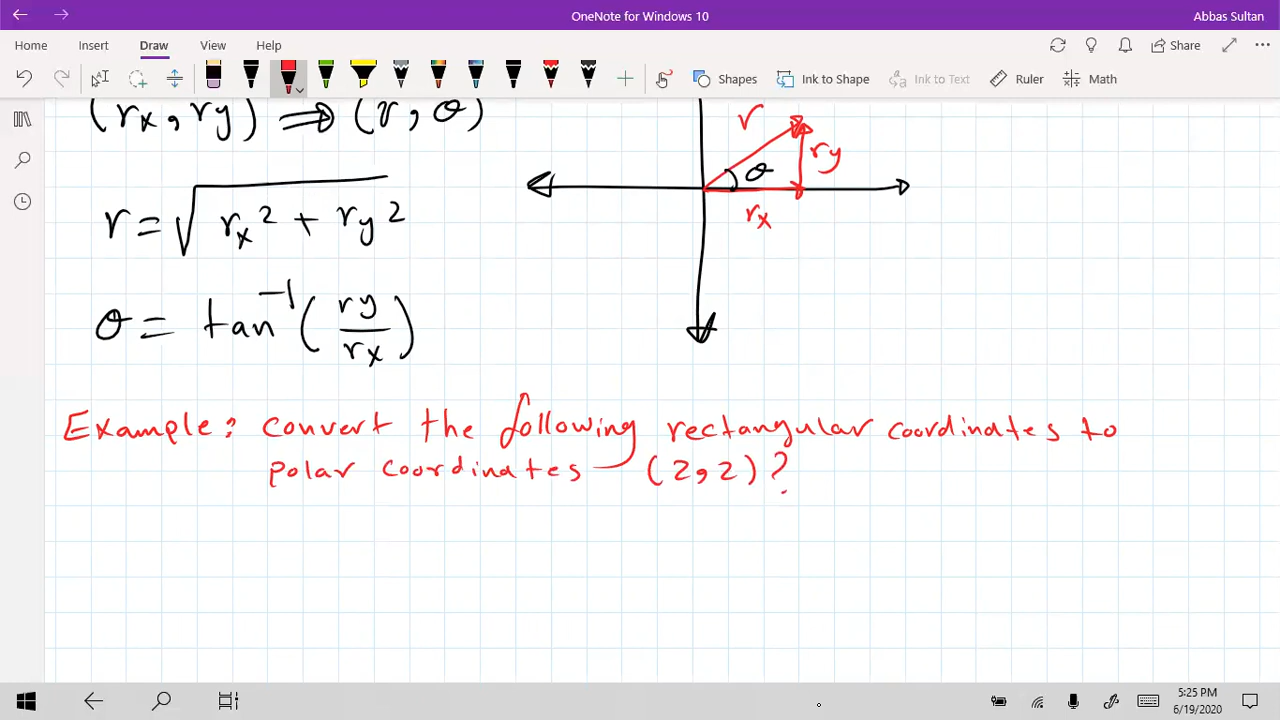 OneNote for Windows 10
Abbas Sultan
Home Insert Draw View Help
Share
Shapes Ink to Shape Ink to Text Ruler Math
(rx, ry) ⟹ (r, θ)
r = √(rx² + ry²)
θ = tan⁻¹(ry/rx)
r
θ
ry
rx
Example: convert the following rectangular coordinates to
polar coordinates (2,2)?
5:25 PM
6/19/2020